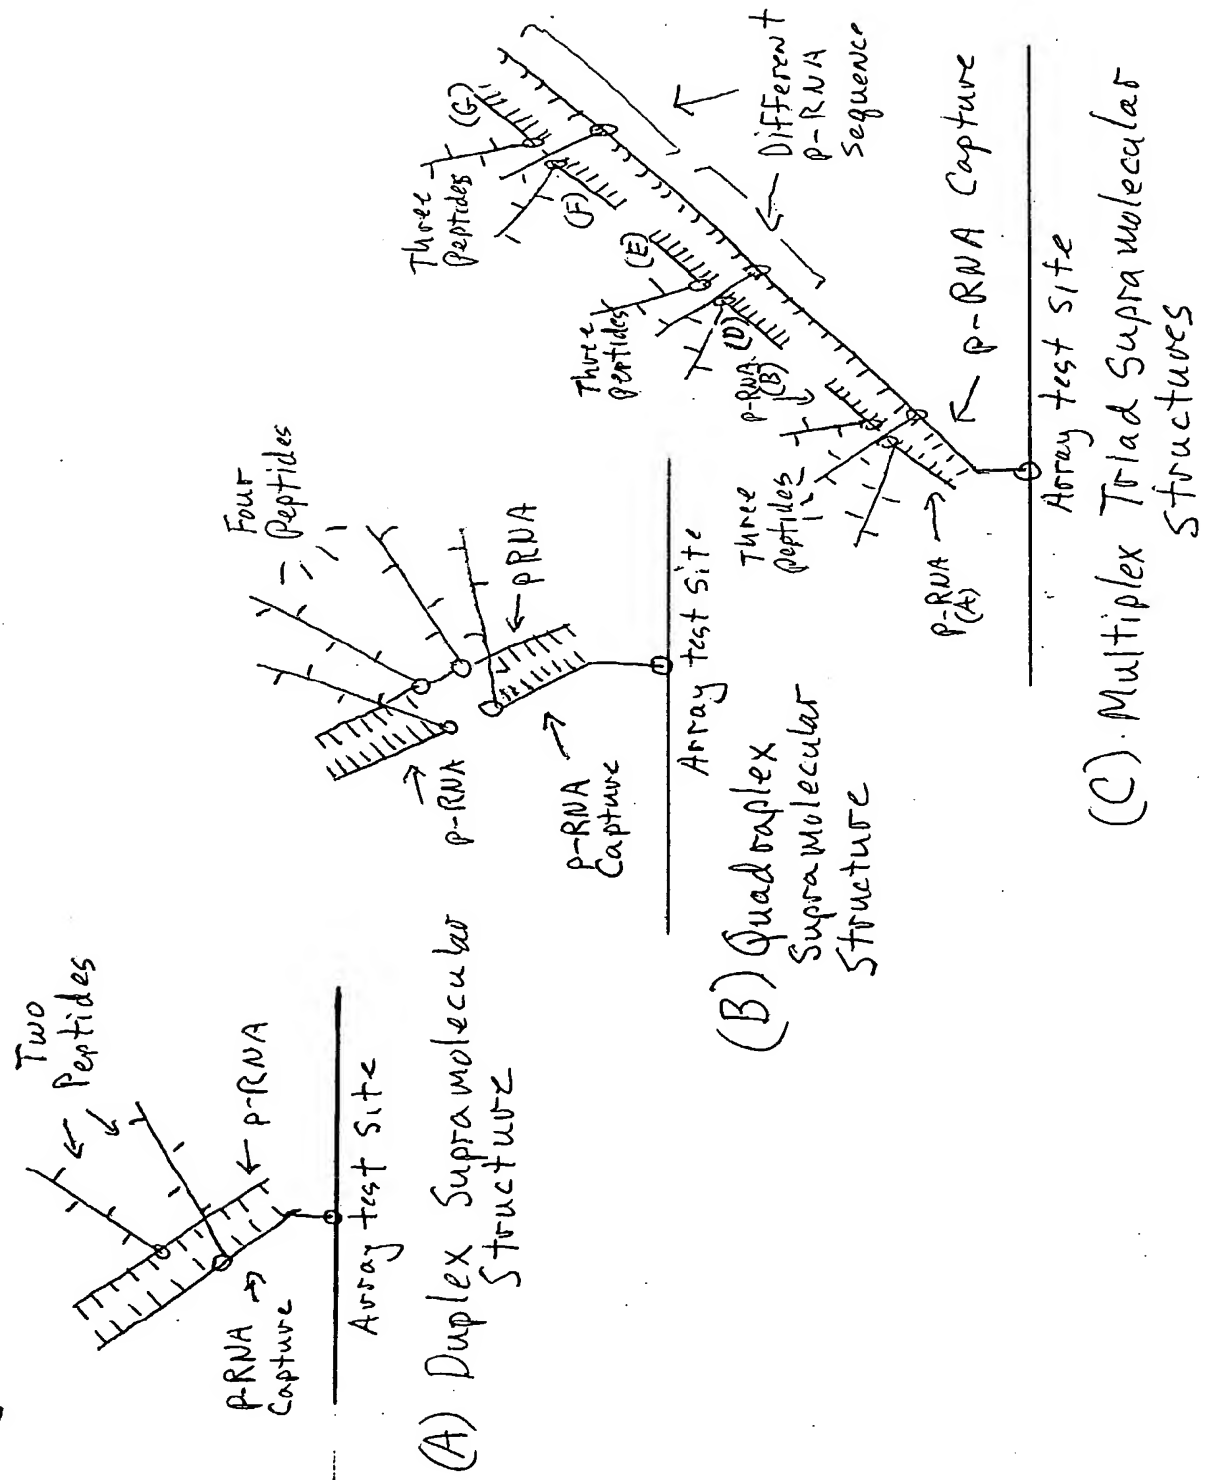 Two
Peptides
p-RNA
p-RNA
Capture
Array test site
(A) Duplex Supramolecular
Structure
Four
Peptides
p-RNA
pRNA
p-RNA
Capture
Array test site
(B) Quadraplex
Supramolecular
Structure
Three
Peptides
(G)
(F)
Three
Peptides
(E)
(D)
Different
p-RNA
Sequence
Three
Peptides
p-RNA
(B)
p-RNA
(A)
p-RNA Capture
Array test site
(C) Multiplex Triad Supramolecular
Structures